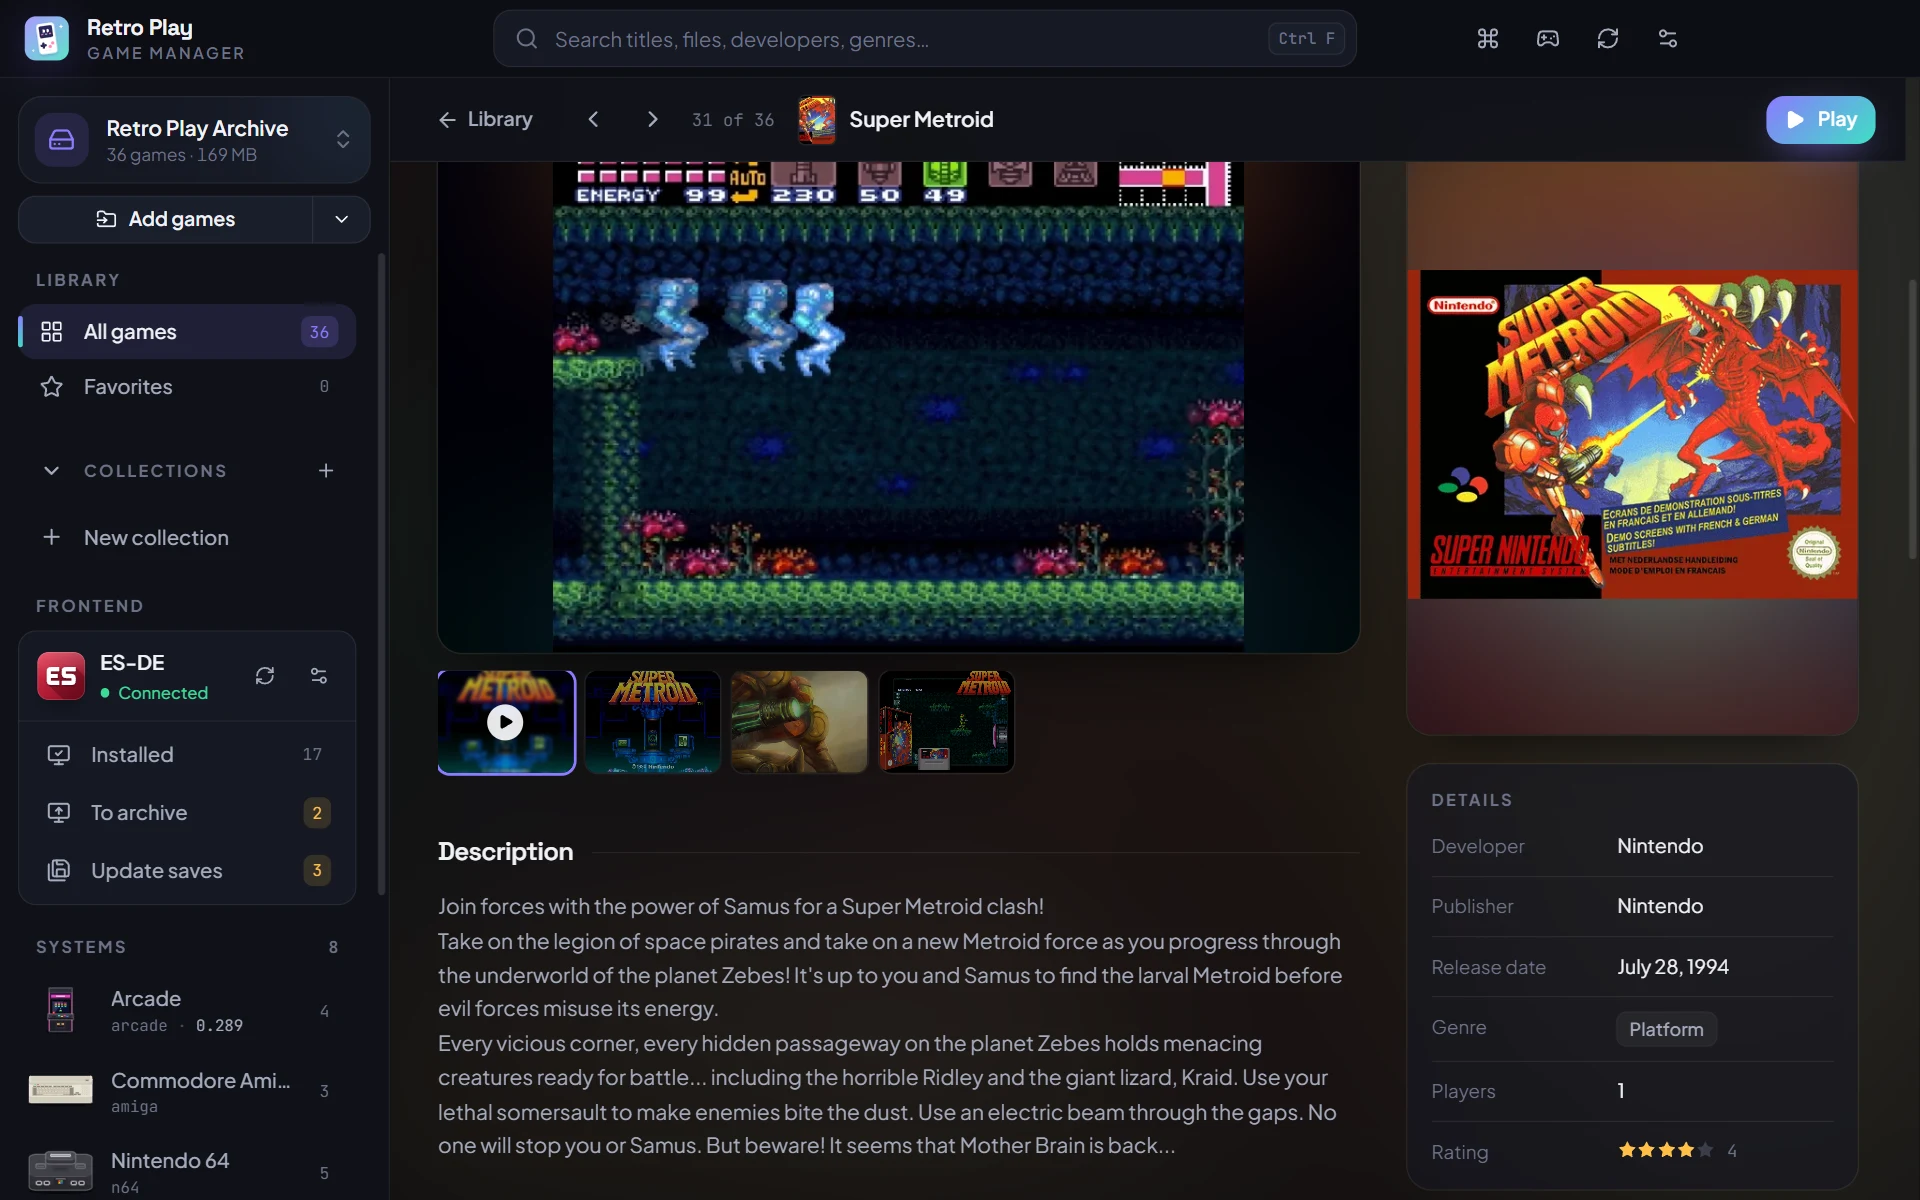 Retro Play
GAME MANAGER
Search titles, files, developers, genres...
Ctrl F
Retro Play Archive
36 games · 169 MB
Add games
LIBRARY
All games
36
Favorites
0
COLLECTIONS
New collection
FRONTEND
ES
ES-DE
Connected
Installed
17
To archive
2
Update saves
3
SYSTEMS
8
Arcade
arcade · 0.289
4
Commodore Ami...
amiga
3
Nintendo 64
n64
5
Library
31 of 36
Super Metroid
Play
AUTO
ENERGY 99
230
50
49
METROID
SUPER
METROID
SUPER
METROID
Nintendo
SUPER
METROID
ECRANS DE DEMONSTRATION SOUS-TITRES
EN FRANCAIS ET EN ALLEMAND!
DEMO SCREENS WITH FRENCH & GERMAN
SUBTITLES!
MET NEDERLANDSE HANDLEIDING
MODE D'EMPLOI EN FRANCAIS
SUPER NINTENDO
ENTERTAINMENT SYSTEM
Original
Nintendo
Seal of
Quality
Description
Join forces with the power of Samus for a Super Metroid clash!
Take on the legion of space pirates and take on a new Metroid force as you progress through
the underworld of the planet Zebes! It's up to you and Samus to find the larval Metroid before
evil forces misuse its energy.
Every vicious corner, every hidden passageway on the planet Zebes holds menacing
creatures ready for battle... including the horrible Ridley and the giant lizard, Kraid. Use your
lethal somersault to make enemies bite the dust. Use an electric beam through the gaps. No
one will stop you or Samus. But beware! It seems that Mother Brain is back...
DETAILS
Developer
Nintendo
Publisher
Nintendo
Release date
July 28, 1994
Genre
Platform
Players
1
Rating
4